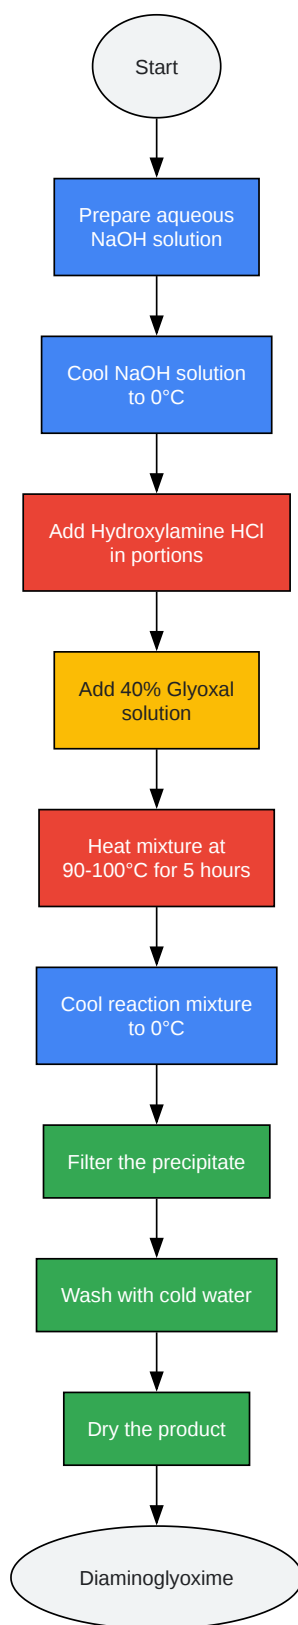 Start
Prepare aqueous
NaOH solution
Cool NaOH solution
to 0°C
Add Hydroxylamine HCl
in portions
Add 40% Glyoxal
solution
Heat mixture at
90-100°C for 5 hours
Cool reaction mixture
to 0°C
Filter the precipitate
Wash with cold water
Dry the product
Diaminoglyoxime